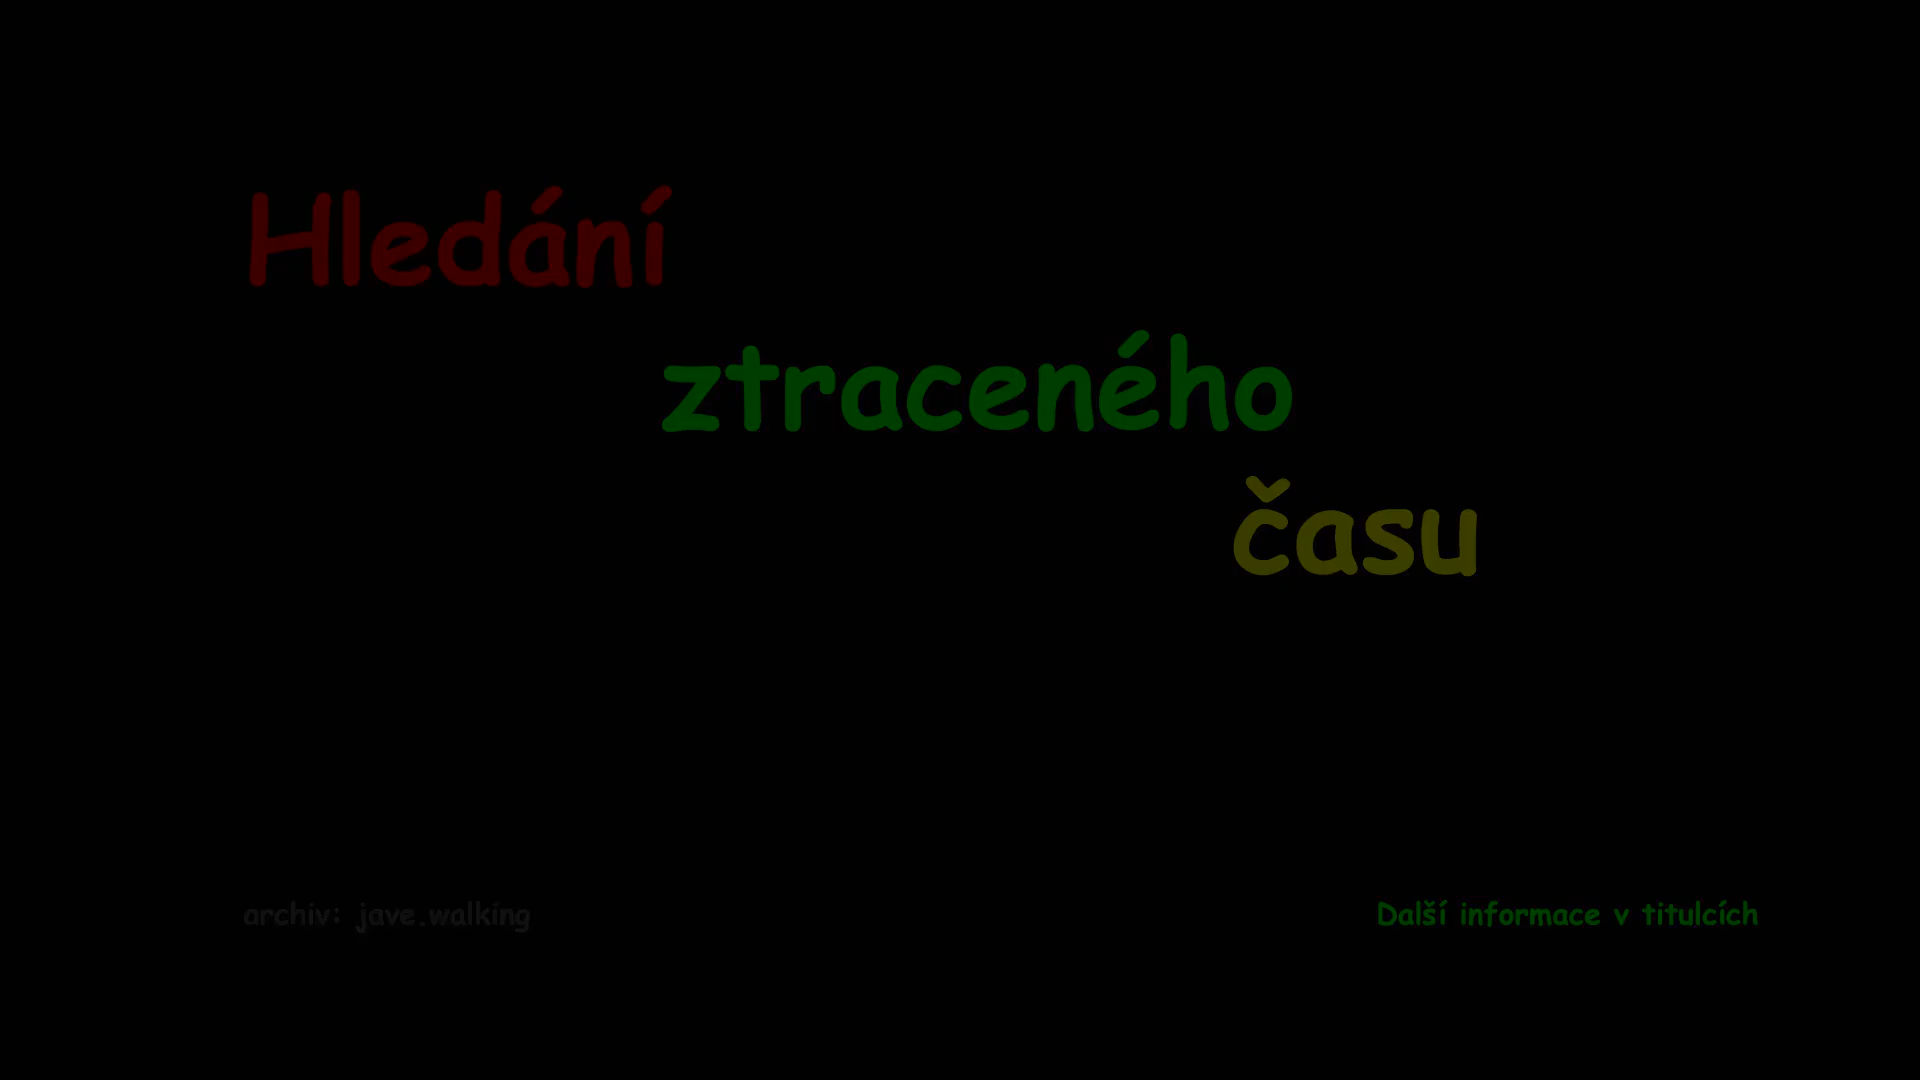 Hledání
ztraceného
času
archiv: jave.walking
Další informace v titulcích